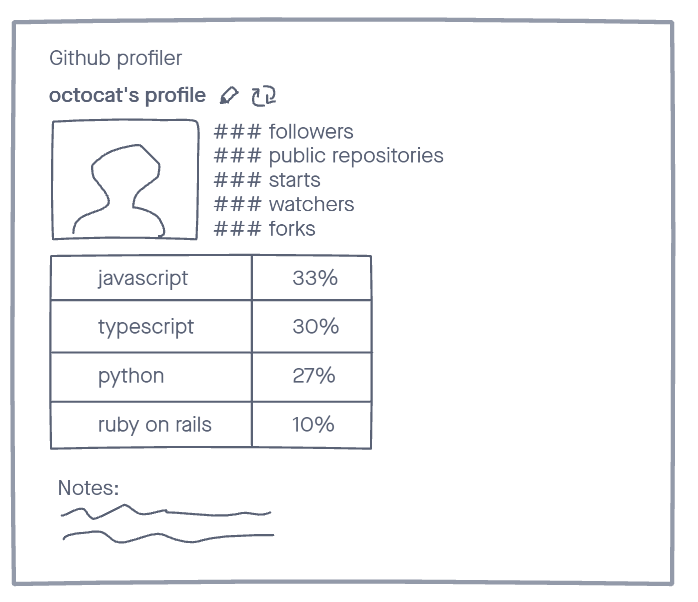 Github profiler
octocat's profile
### followers
### public repositories
### starts
### watchers
### forks
javascript 33%
typescript 30%
python 27%
ruby on rails 10%
Notes: